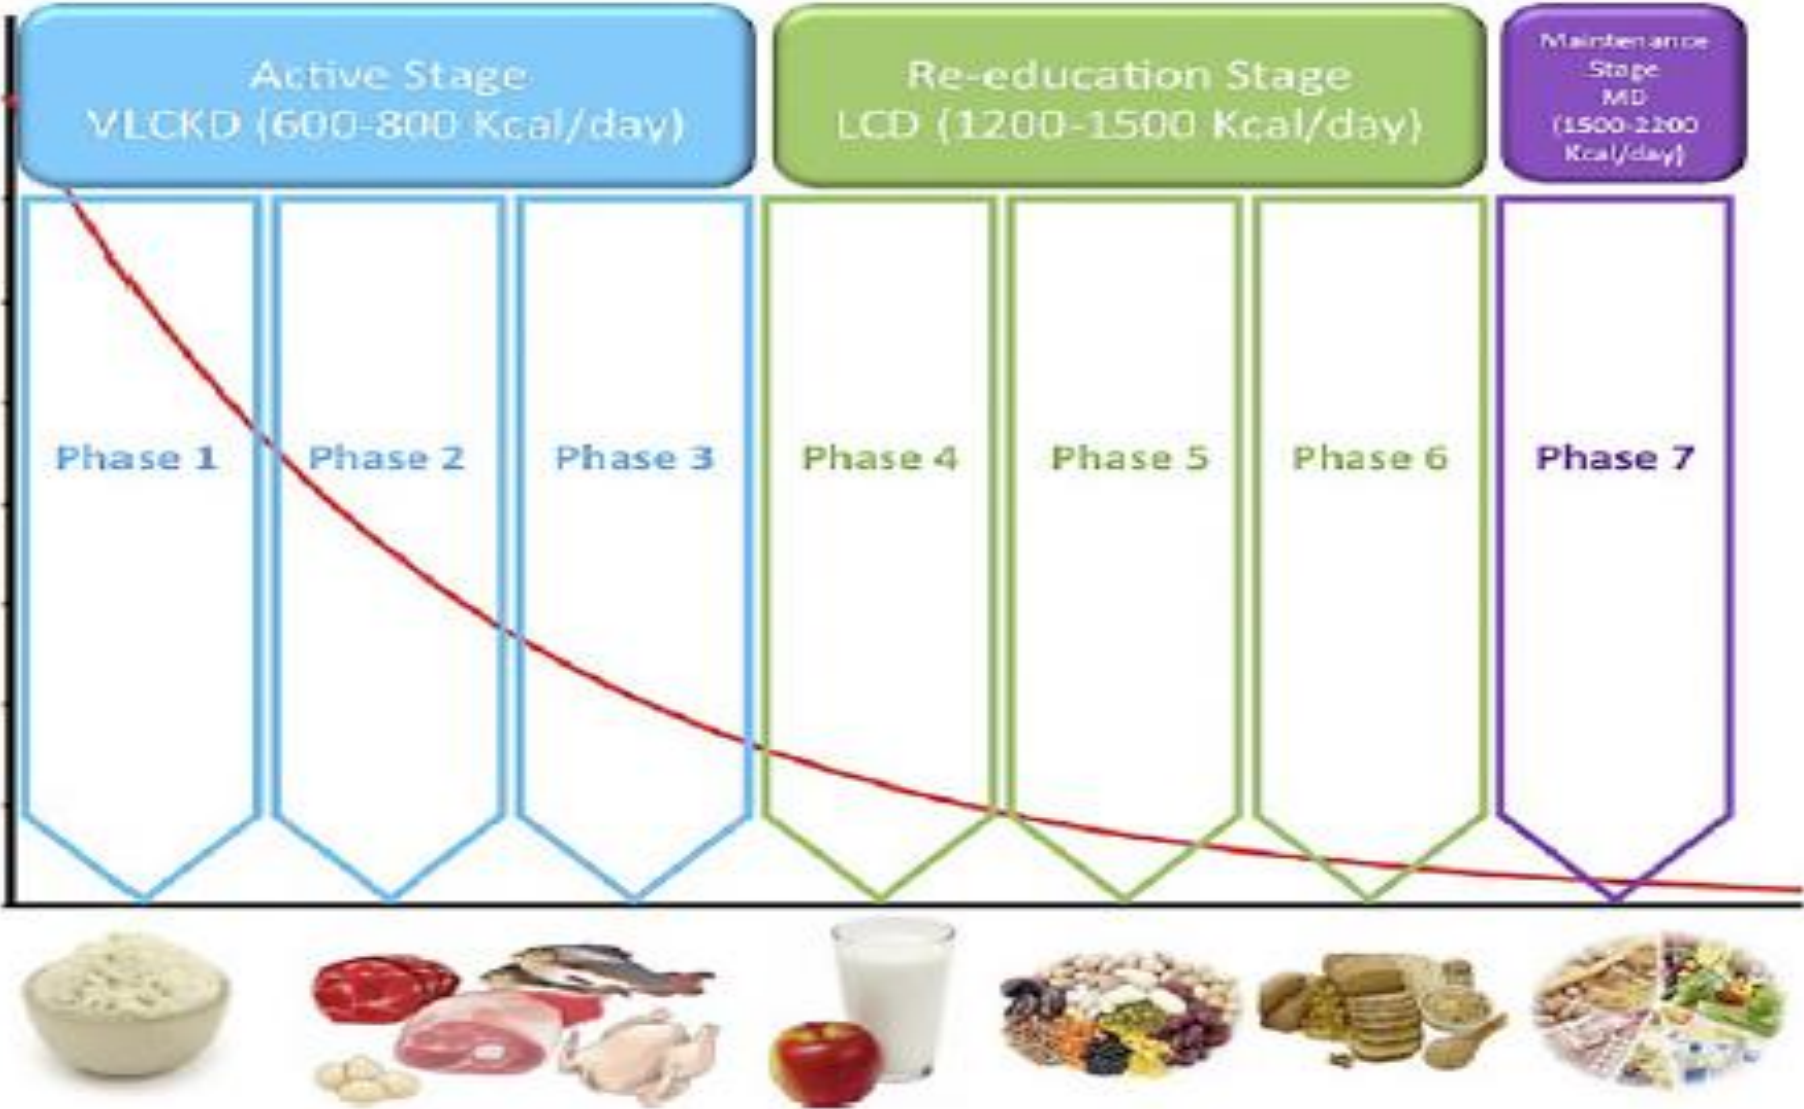 Active Stage
VLCKD (600-800 Kcal/day)
Re-education Stage
LCD (1200-1500 Kcal/day)
Maintenance
Stage
MD
(1500-2200
Kcal/day)
Phase 1
Phase 2
Phase 3
Phase 4
Phase 5
Phase 6
Phase 7